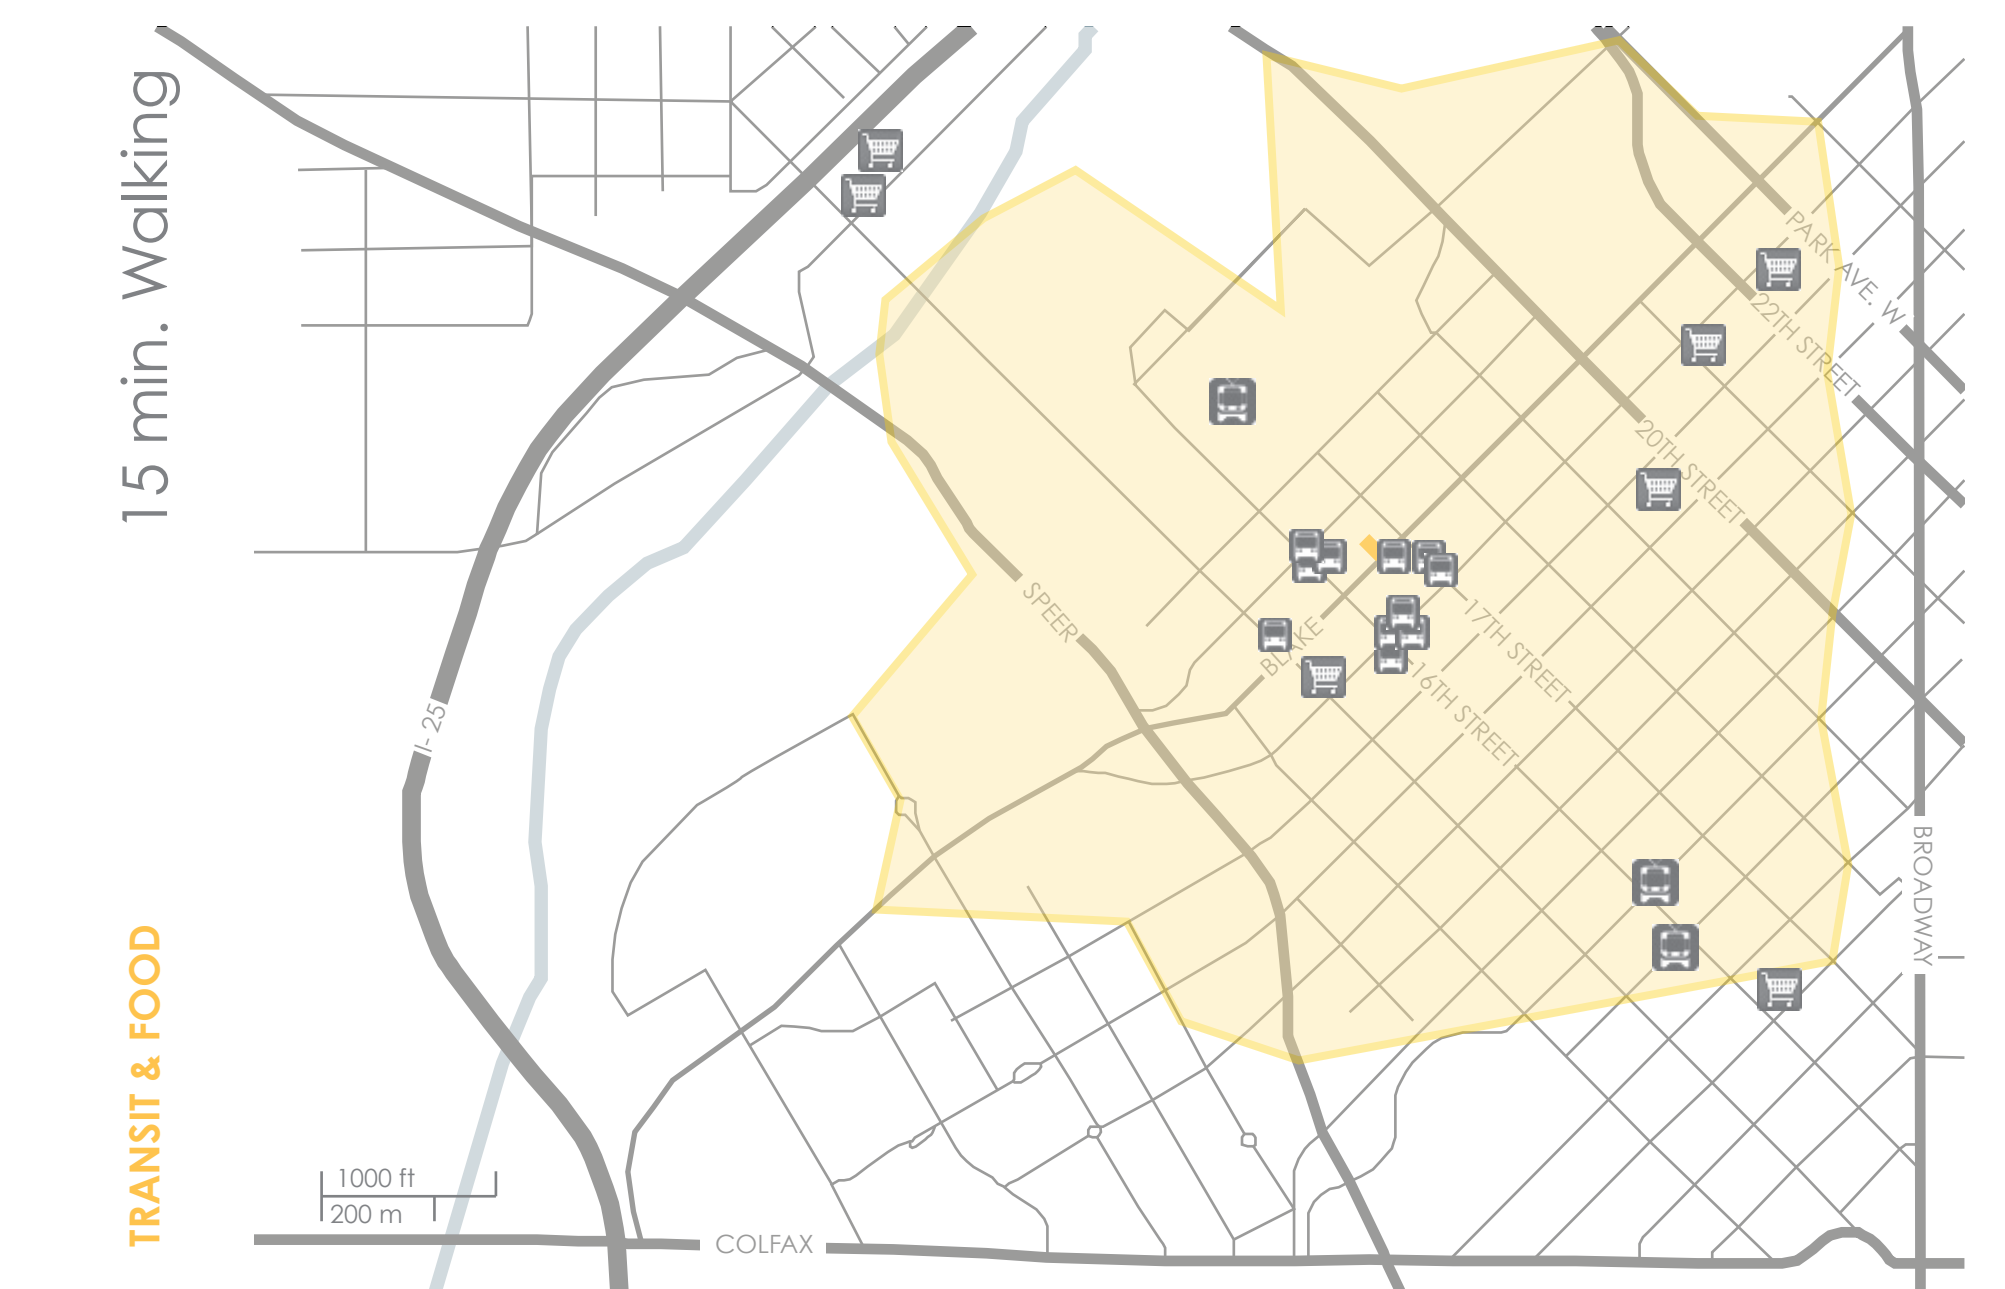 15 min. Walking
TRANSIT & FOOD
PARK AVE. W
22TH STREET
20TH STREET
17TH STREET
16TH STREET
BLAKE
SPEER
I- 25
BROADWAY
1000 ft
200 m
COLFAX